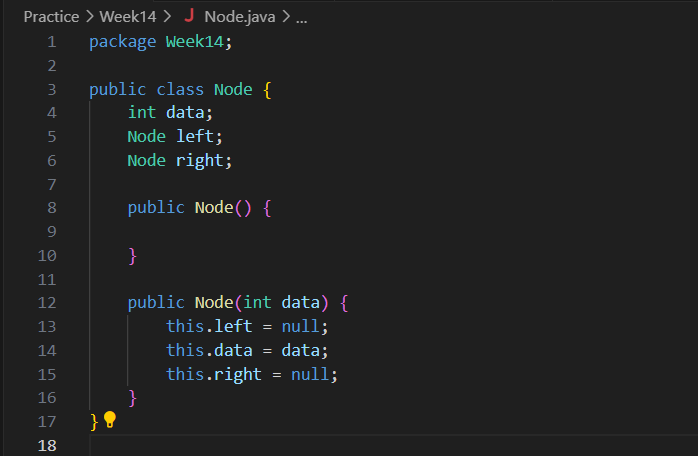 Practice > Week14 > J Node.java > ...
1 package Week14;
2
3 public class Node {
4     int data;
5     Node left;
6     Node right;
7
8     public Node() {
9
10     }
11
12     public Node(int data) {
13         this.left = null;
14         this.data = data;
15         this.right = null;
16     }
17 }
18